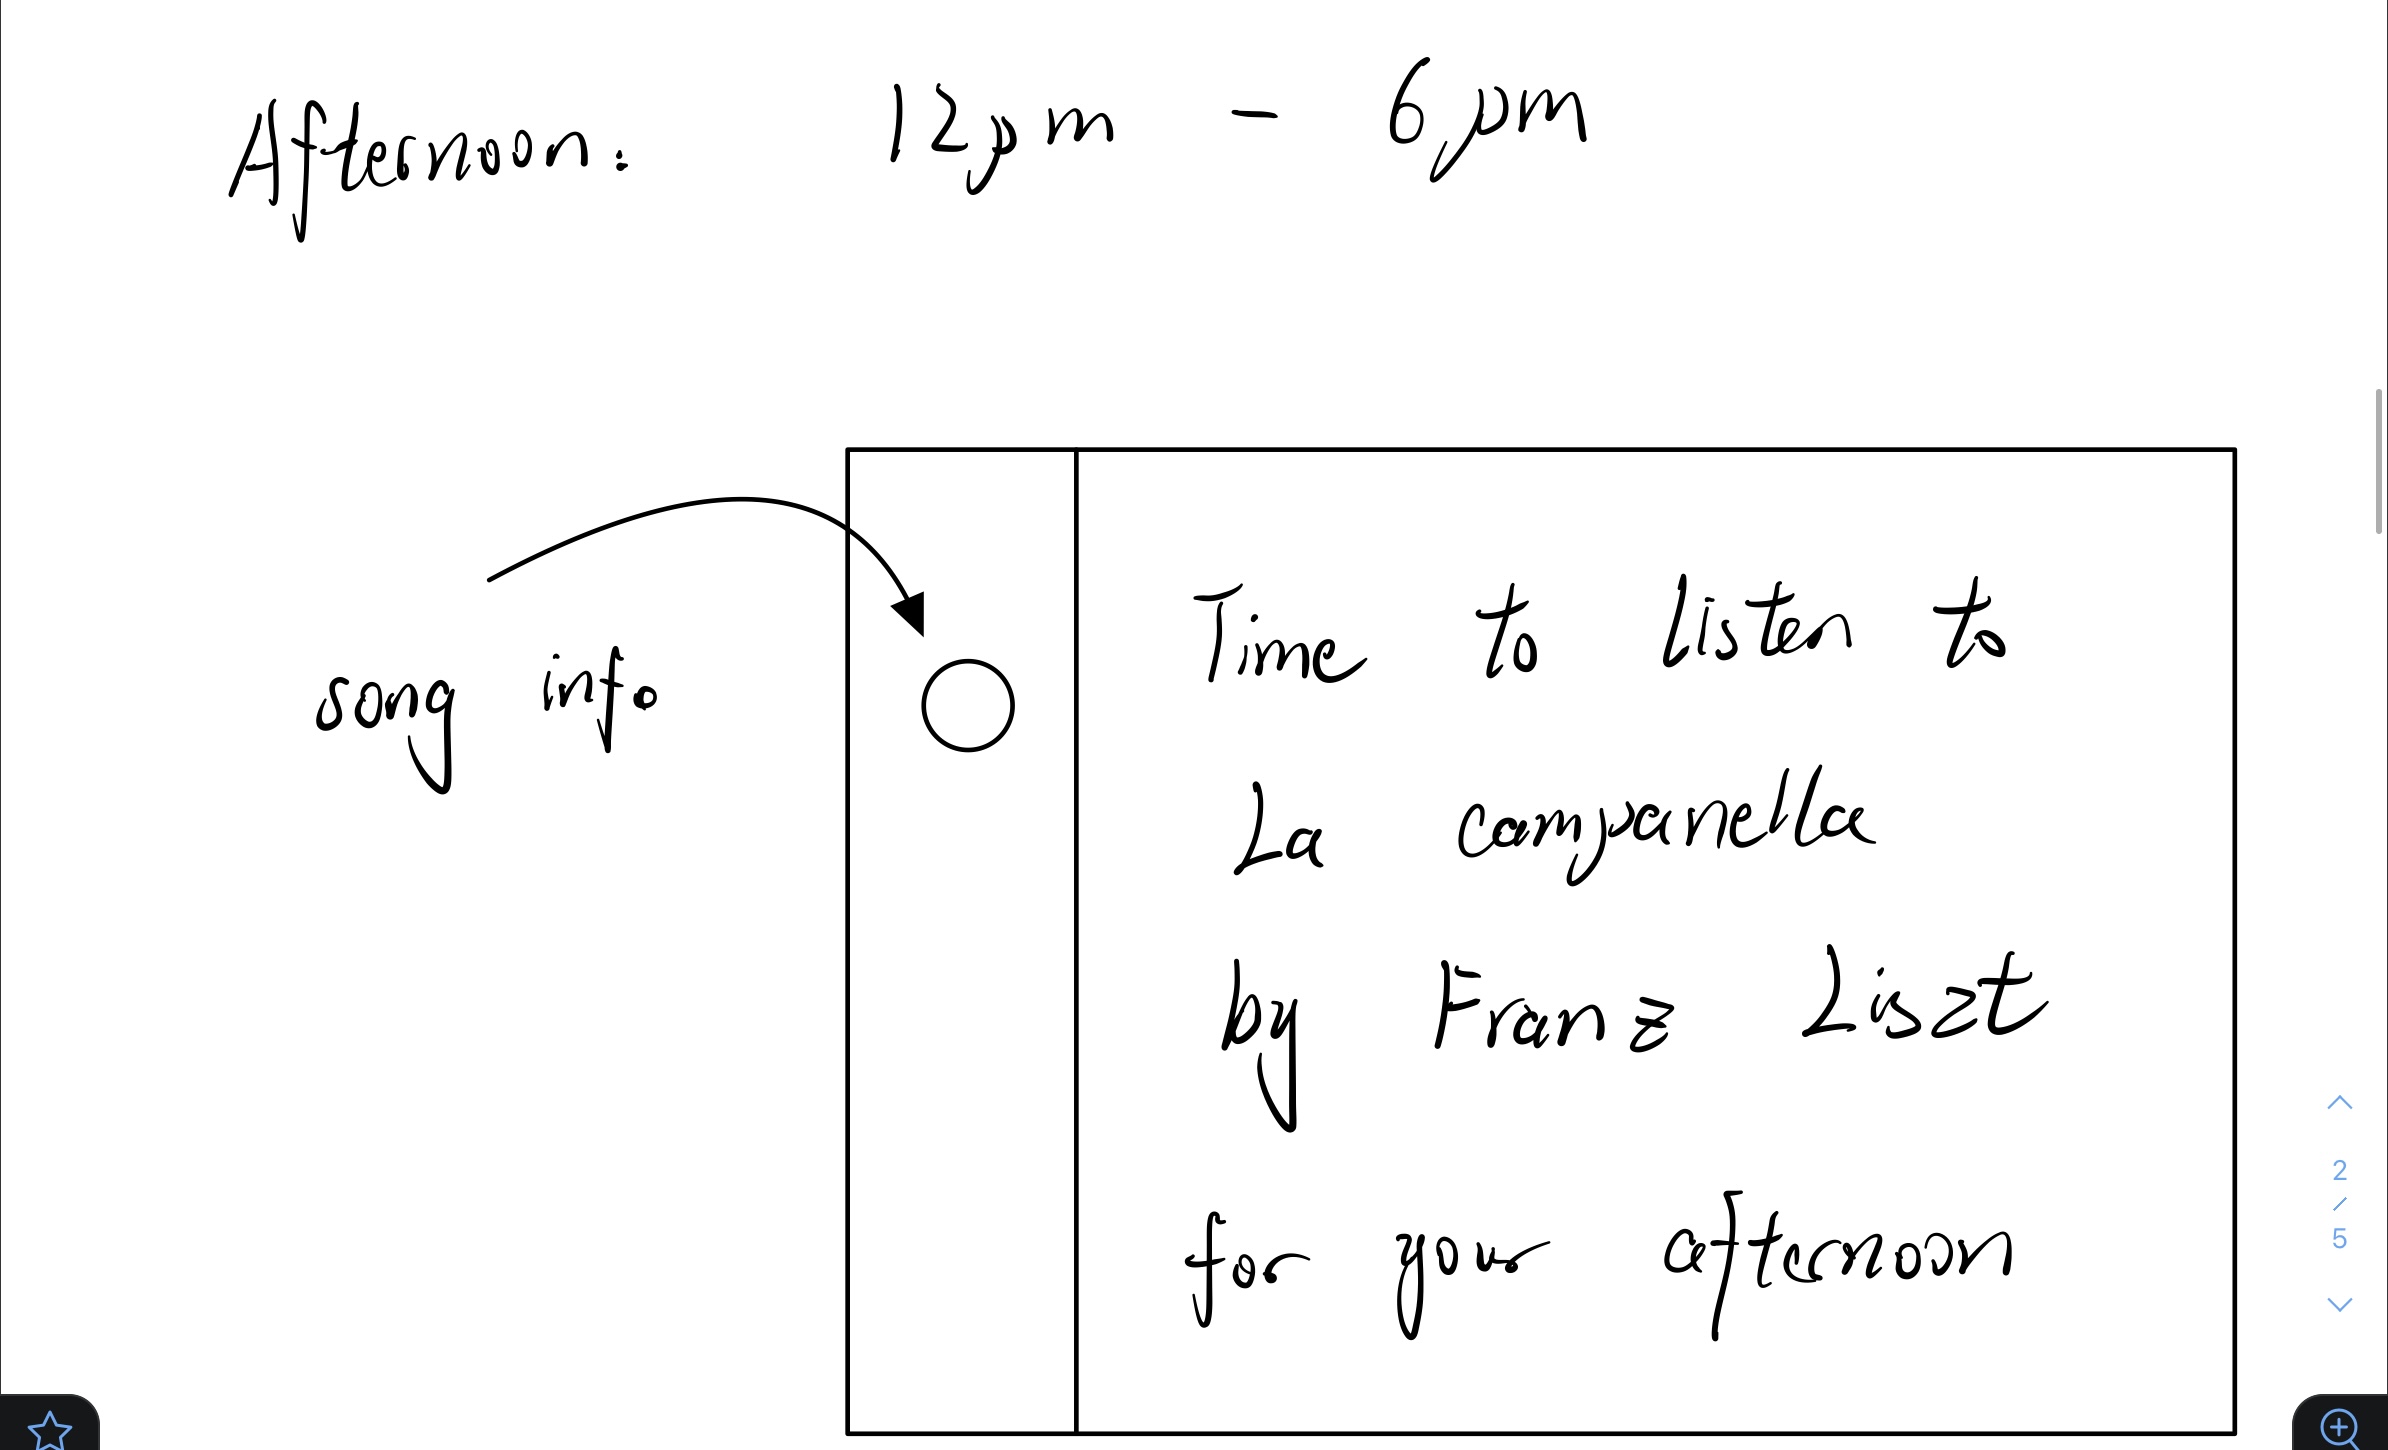 Afternoon: 12pm - 6pm
song info
Time to listen to
La campanella
by Franz Liszt
for your afternoon
2
/
5